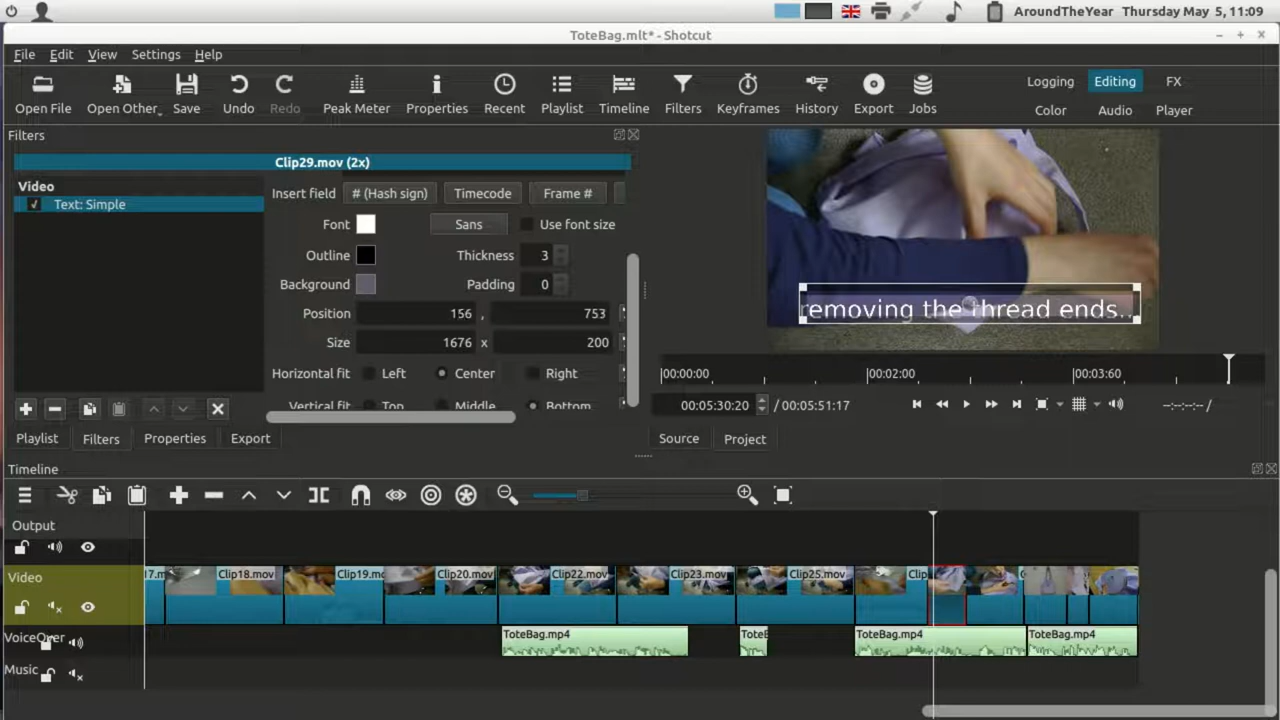 AroundTheYear Thursday May 5, 11:09
ToteBag.mlt* - Shotcut
File Edit View Settings Help
Open File Open Other Save Undo Redo Peak Meter Properties Recent Playlist Timeline Filters Keyframes History Export Jobs
Logging Editing FX
Color Audio Player
Filters
Clip29.mov (2x)
Video
Text: Simple
Insert field # (Hash sign) Timecode Frame #
Font Sans Use font size
Outline Thickness 3
Background Padding 0
Position 156 , 753
Size 1676 x 200
Horizontal fit Left Center Right
Vertical fit Top Middle Bottom
removing the thread ends..
00:00:00 00:02:00 00:03:60
00:05:30:20 / 00:05:51:17 --:--:--:-- /
Playlist Filters Properties Export
Source Project
Timeline
Output
Video
17.m Clip18.mov Clip19.mo Clip20.mov Clip22.mov Clip23.mov Clip25.mov Clip C
VoiceOver
ToteBag.mp4 ToteB ToteBag.mp4 ToteBag.mp4
Music